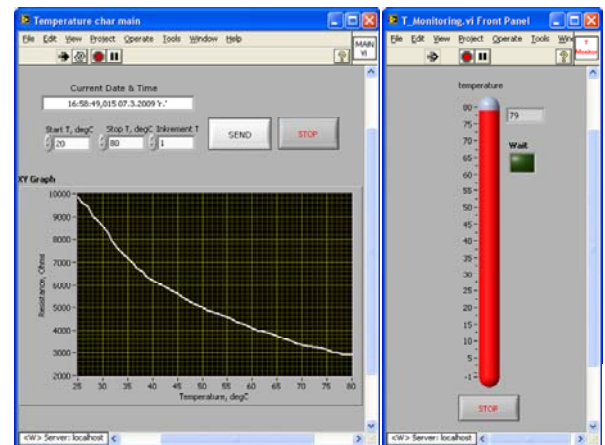 Temperature char main
File Edit View Project Operate Tools Window Help
MAIN
VI
Current Date & Time
16:58:49,015 07.3.2009 'г.'
Start T, degC Stop T, degC Inkrement T
20 80 1
SEND
STOP
XY Graph
Resistance, Ohms
10000
9000
8000
7000
6000
5000
4000
3000
2000
25 30 35 40 45 50 55 60 65 70 75 80
Temperature, degC
<W> Server: localhost
T_Monitoring.vi Front Panel
File Edit View Project Operate Tools
T
Monitor
temperature
80
75
70
65
60
55
50
45
40
35
30
25
20
15
10
5
-1
79
Wait
STOP
<W> Server: localhost